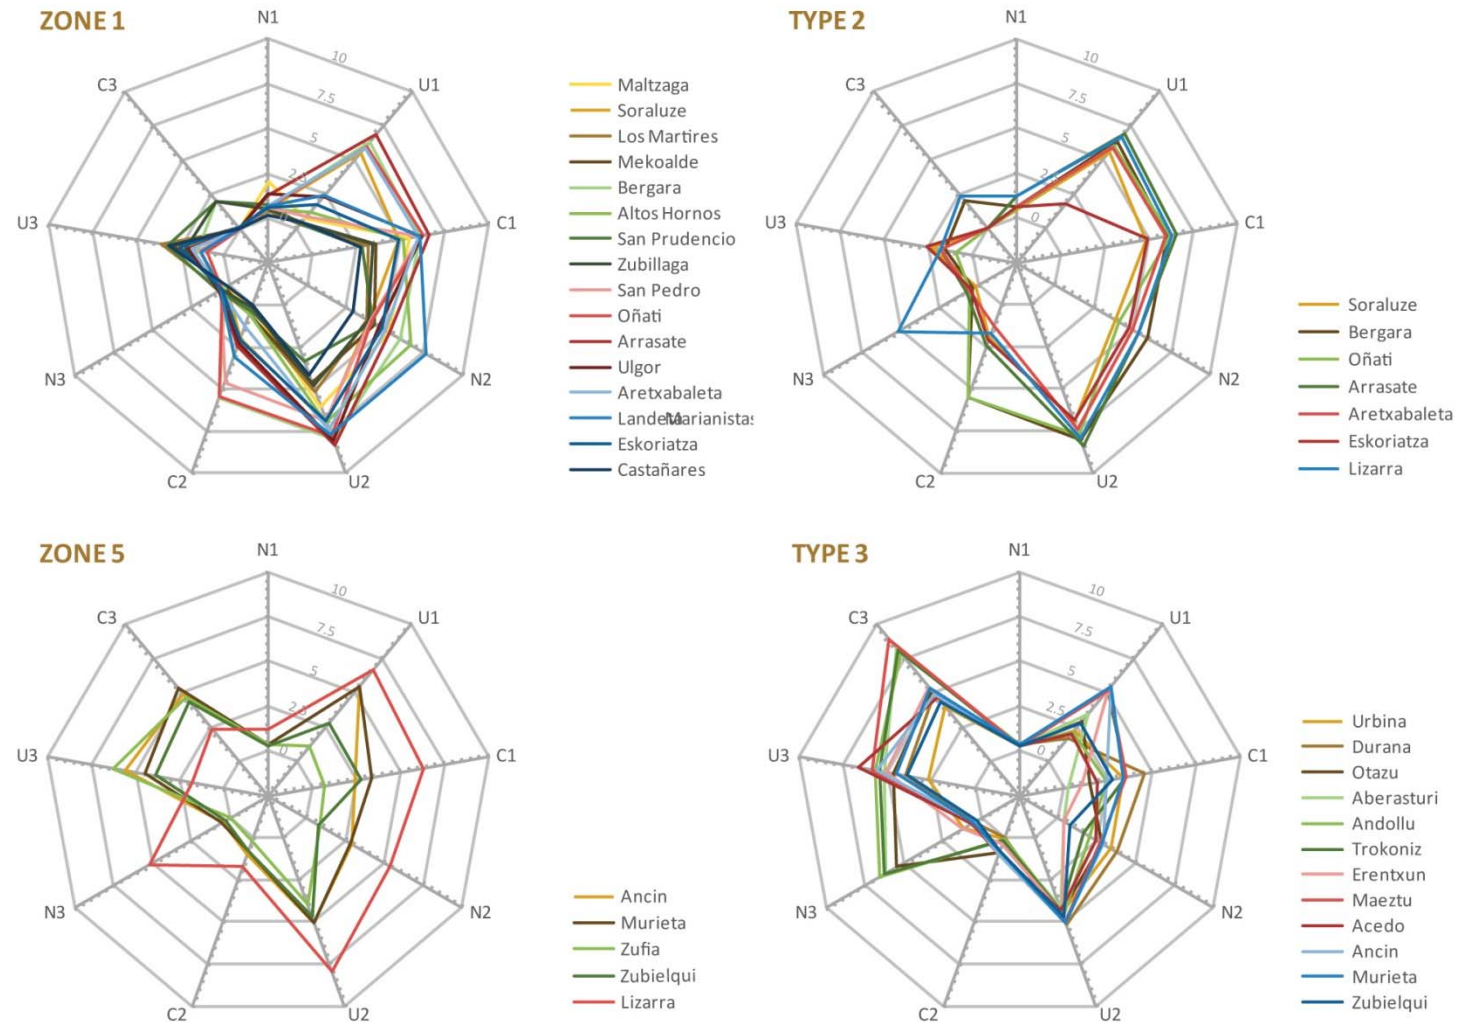 ZONE 1
N1
U1
C1
N2
U2
C2
N3
U3
C3
10
7.5
5
2.5
0
Maltzaga
Soraluze
Los Martires
Mekoalde
Bergara
Altos Hornos
San Prudencio
Zubillaga
San Pedro
Oñati
Arrasate
Ulgor
Aretxabaleta
Landeta Marianistas
Eskoriatza
Castañares
TYPE 2
N1
U1
C1
N2
U2
C2
N3
U3
C3
10
7.5
5
2.5
0
Soraluze
Bergara
Oñati
Arrasate
Aretxabaleta
Eskoriatza
Lizarra
ZONE 5
N1
U1
C1
N2
U2
C2
N3
U3
C3
10
7.5
5
2.5
0
Ancin
Murieta
Zufia
Zubielqui
Lizarra
TYPE 3
N1
U1
C1
N2
U2
C2
N3
U3
C3
10
7.5
5
2.5
0
Urbina
Durana
Otazu
Aberasturi
Andollu
Trokoniz
Erentxun
Maeztu
Acedo
Ancin
Murieta
Zubielqui